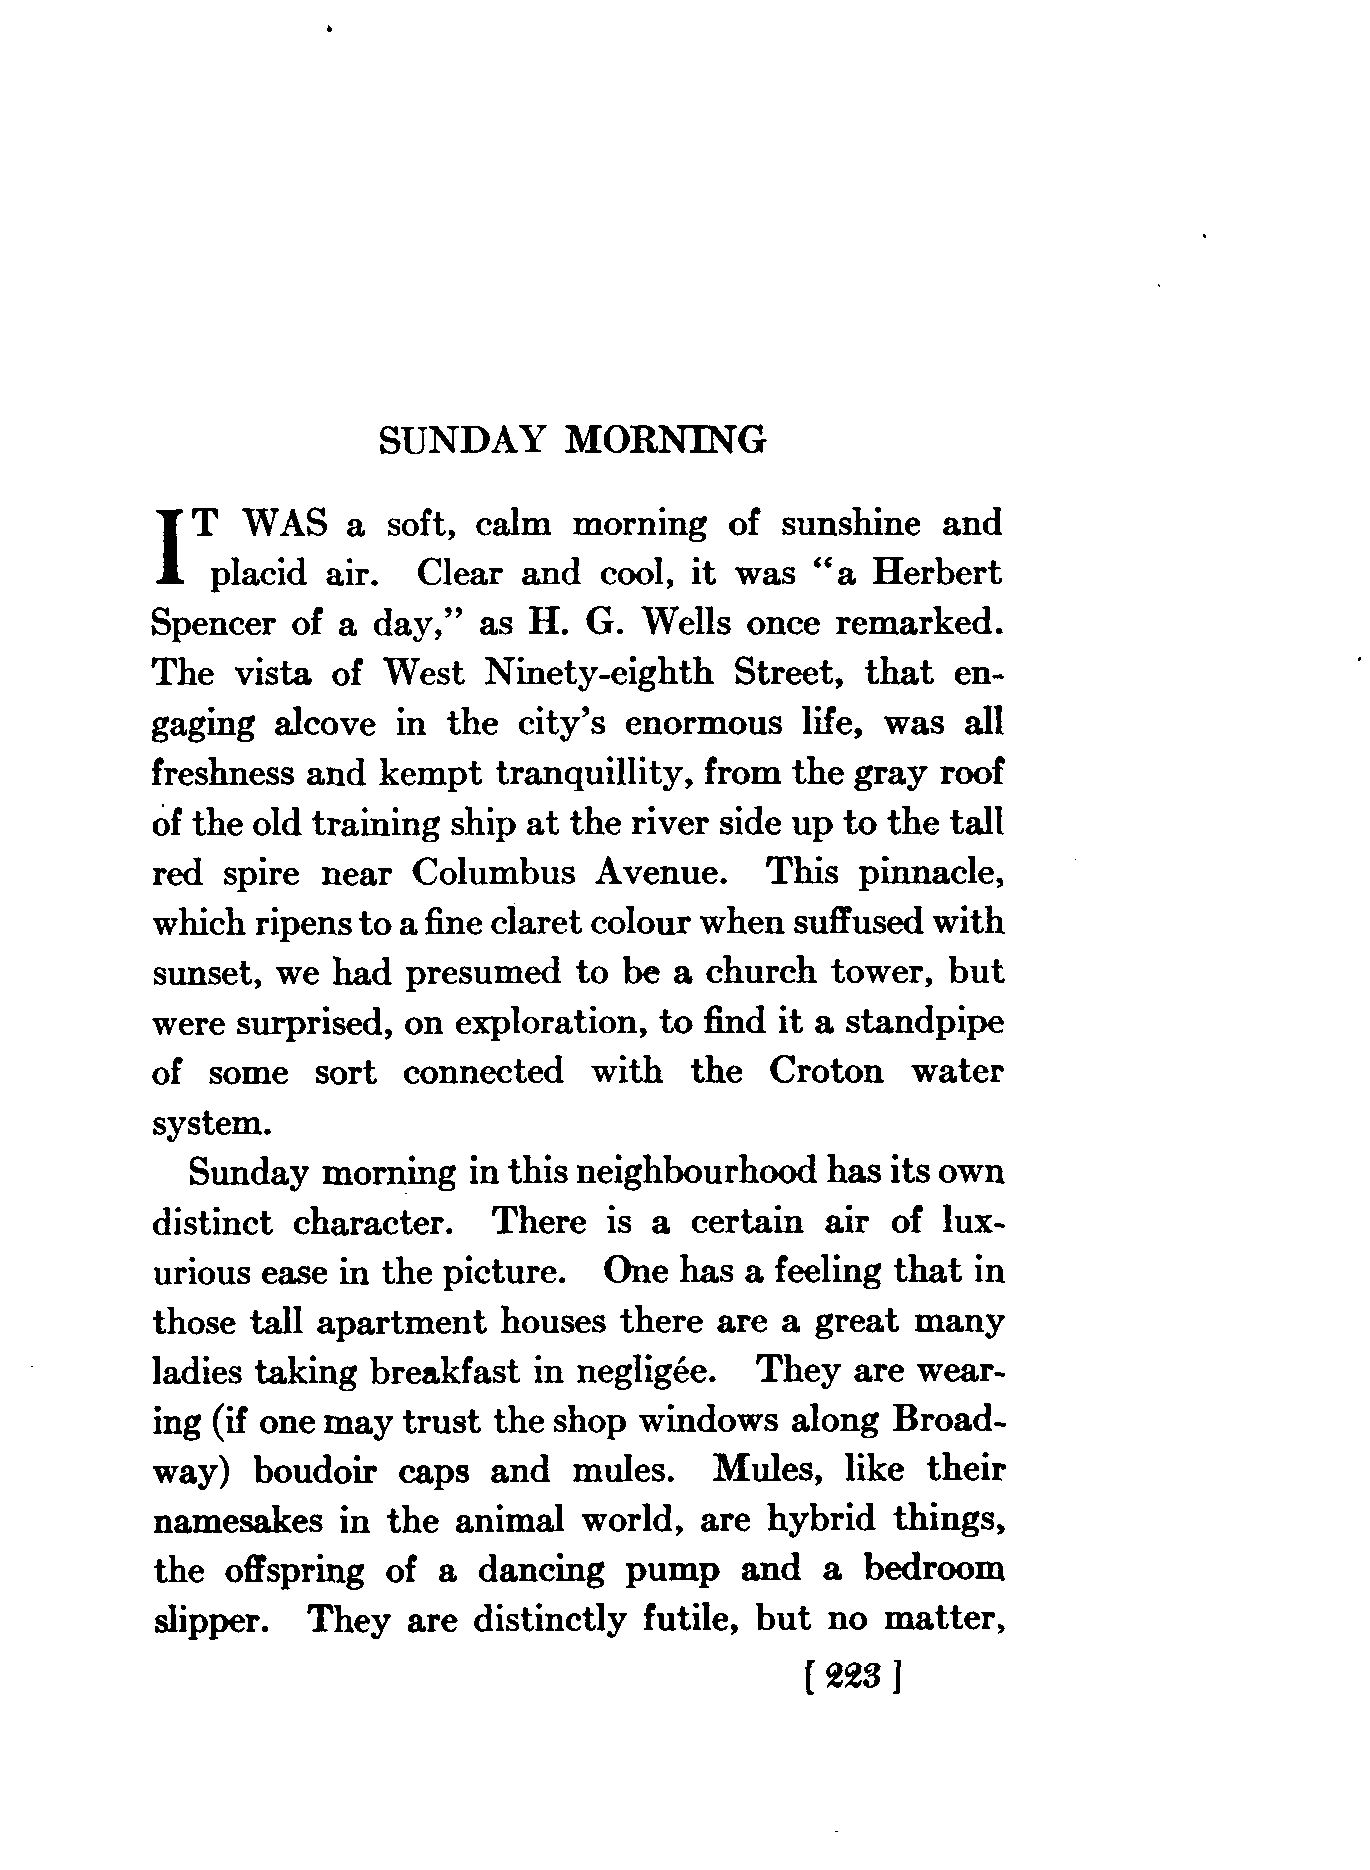 SUNDAY MORNING
IT WAS a soft, calm morning of sunshine and
placid air. Clear and cool, it was “a Herbert
Spencer of a day,” as H. G. Wells once remarked.
The vista of West Ninety-eighth Street, that en-
gaging alcove in the city’s enormous life, was all
freshness and kempt tranquillity, from the gray roof
of the old training ship at the river side up to the tall
red spire near Columbus Avenue. This pinnacle,
which ripens to a fine claret colour when suffused with
sunset, we had presumed to be a church tower, but
were surprised, on exploration, to find it a standpipe
of some sort connected with the Croton water
system.
Sunday morning in this neighbourhood has its own
distinct character. There is a certain air of lux-
urious ease in the picture. One has a feeling that in
those tall apartment houses there are a great many
ladies taking breakfast in negligée. They are wear-
ing (if one may trust the shop windows along Broad-
way) boudoir caps and mules. Mules, like their
namesakes in the animal world, are hybrid things,
the offspring of a dancing pump and a bedroom
slipper. They are distinctly futile, but no matter,
[ 223 ]